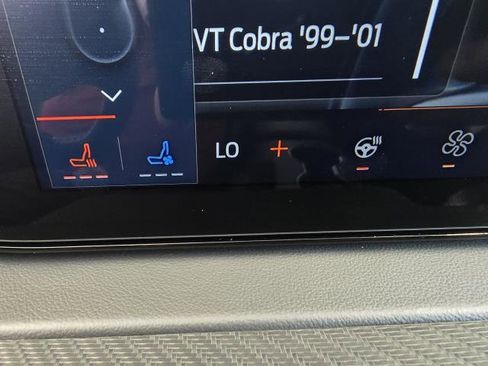 VT Cobra '99–'01
LO +